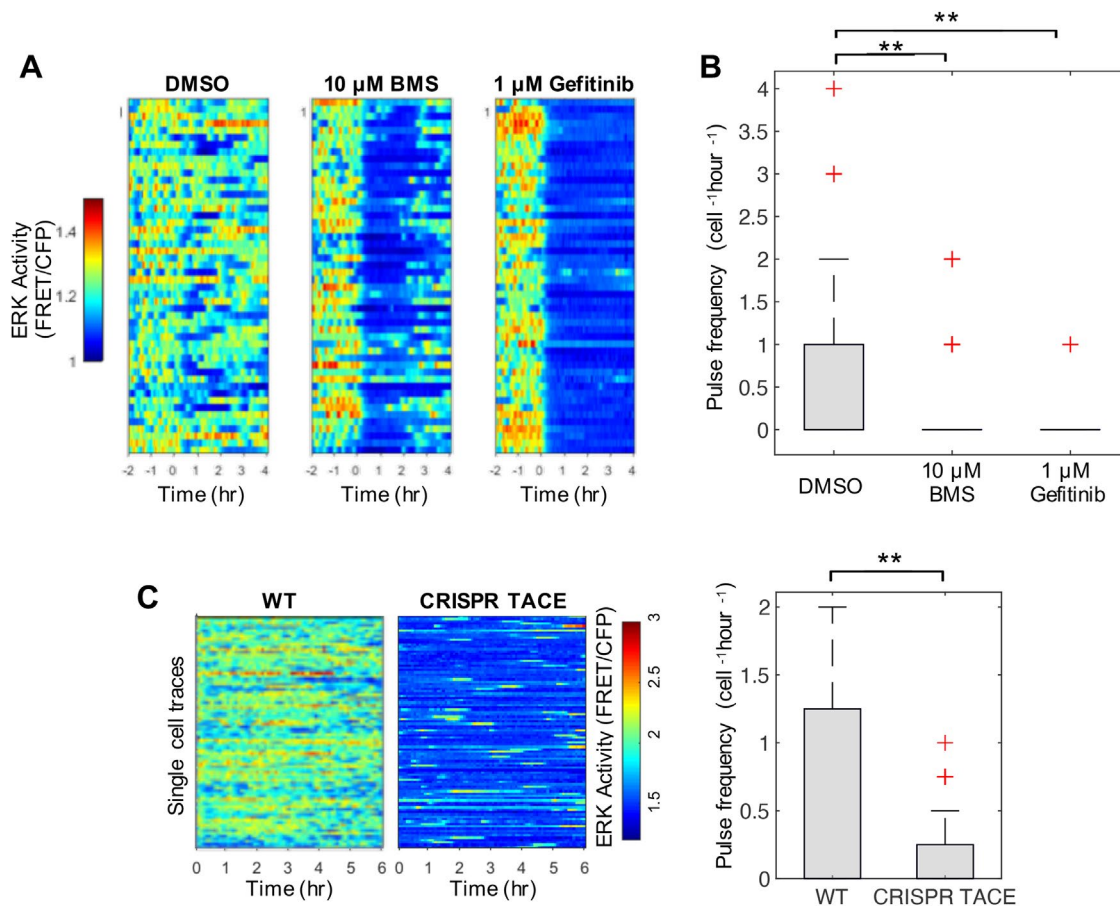 A
DMSO
10 µM BMS
1 µM Gefitinib
1
1
ERK Activity
(FRET/CFP)
1.4
1.2
1
-2 -1 0 1 2 3 4
-2 -1 0 1 2 3 4
-2 -1 0 1 2 3 4
Time (hr)
Time (hr)
Time (hr)
B
**
**
Pulse frequency (cell -1hour -1)
4
3.5
3
2.5
2
1.5
1
0.5
0
DMSO
10 µM
BMS
1 µM
Gefitinib
C
WT
CRISPR TACE
Single cell traces
0 1 2 3 4 5 6
0 1 2 3 4 5 6
Time (hr)
Time (hr)
ERK Activity (FRET/CFP)
3
2.5
2
1.5
**
Pulse frequency (cell -1hour -1)
2
1.5
1
0.5
0
WT
CRISPR TACE